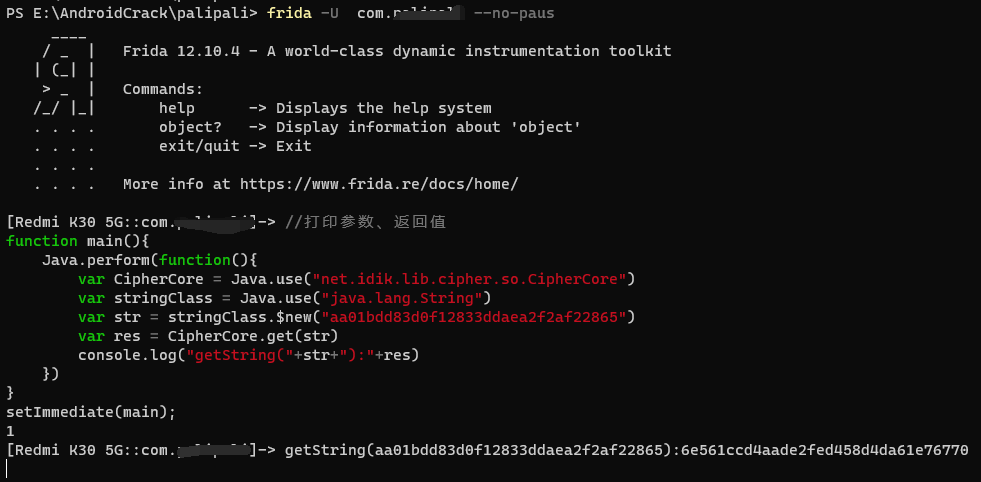 PS E:\AndroidCrack\palipali> frida -U com. --no-paus
____
/ _ | Frida 12.10.4 - A world-class dynamic instrumentation toolkit
| (_| |
> _ | Commands:
/_/ |_| help -> Displays the help system
. . . . object? -> Display information about 'object'
. . . . exit/quit -> Exit
. . . .
. . . . More info at https://www.frida.re/docs/home/
[Redmi K30 5G::com. ]-> //打印参数、返回值
function main(){
Java.perform(function(){
var CipherCore = Java.use("net.idik.lib.cipher.so.CipherCore")
var stringClass = Java.use("java.lang.String")
var str = stringClass.$new("aa01bdd83d0f12833ddaea2f2af22865")
var res = CipherCore.get(str)
console.log("getString("+str+"):"+res)
})
}
setImmediate(main);
1
[Redmi K30 5G::com. ]-> getString(aa01bdd83d0f12833ddaea2f2af22865):6e561ccd4aade2fed458d4da61e76770